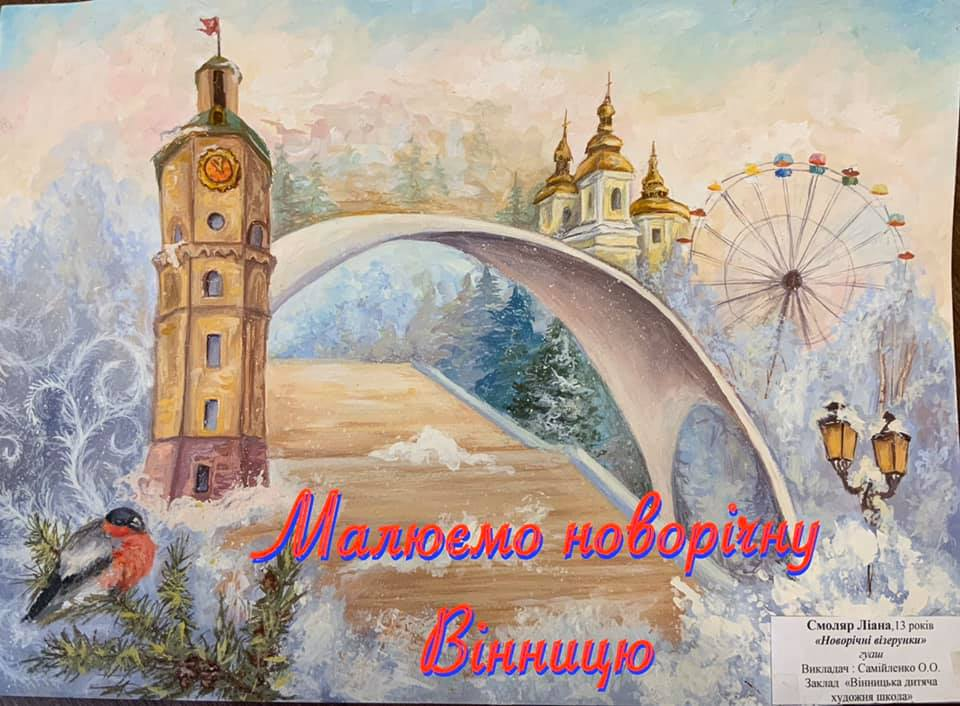 Малюємо новорічну
Вінницю
Смоляр Ліана,13 років
«Новорічні візерунки»
гуаш
Викладач : Самійленко О.О.
Заклад «Вінницька дитяча
художня школа»